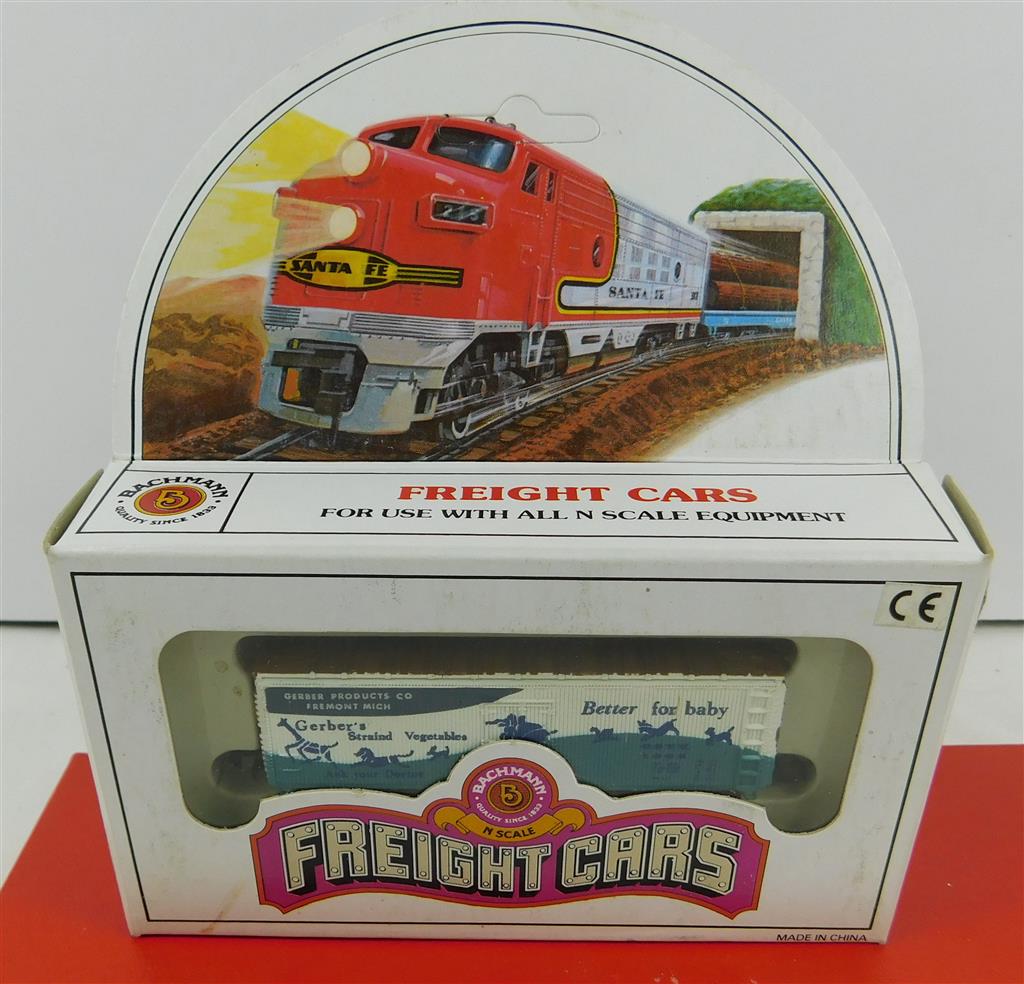 SANTA FE
SANTA FE
BACHMANN
QUALITY SINCE 1833
FREIGHT CARS
FOR USE WITH ALL N SCALE EQUIPMENT
CE
GERBER PRODUCTS CO
FREMONT MICH
Gerber's
Straind Vegetables
Ask your Doctor
Better for baby
BACHMANN
QUALITY SINCE 1833
N SCALE
FREIGHT CARS
MADE IN CHINA